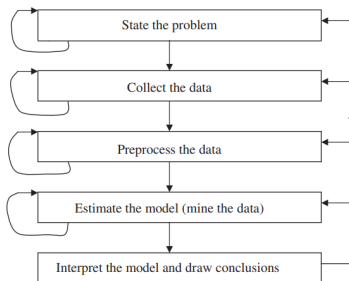 State the problem
Collect the data
Preprocess the data
Estimate the model (mine the data)
Interpret the model and draw conclusions